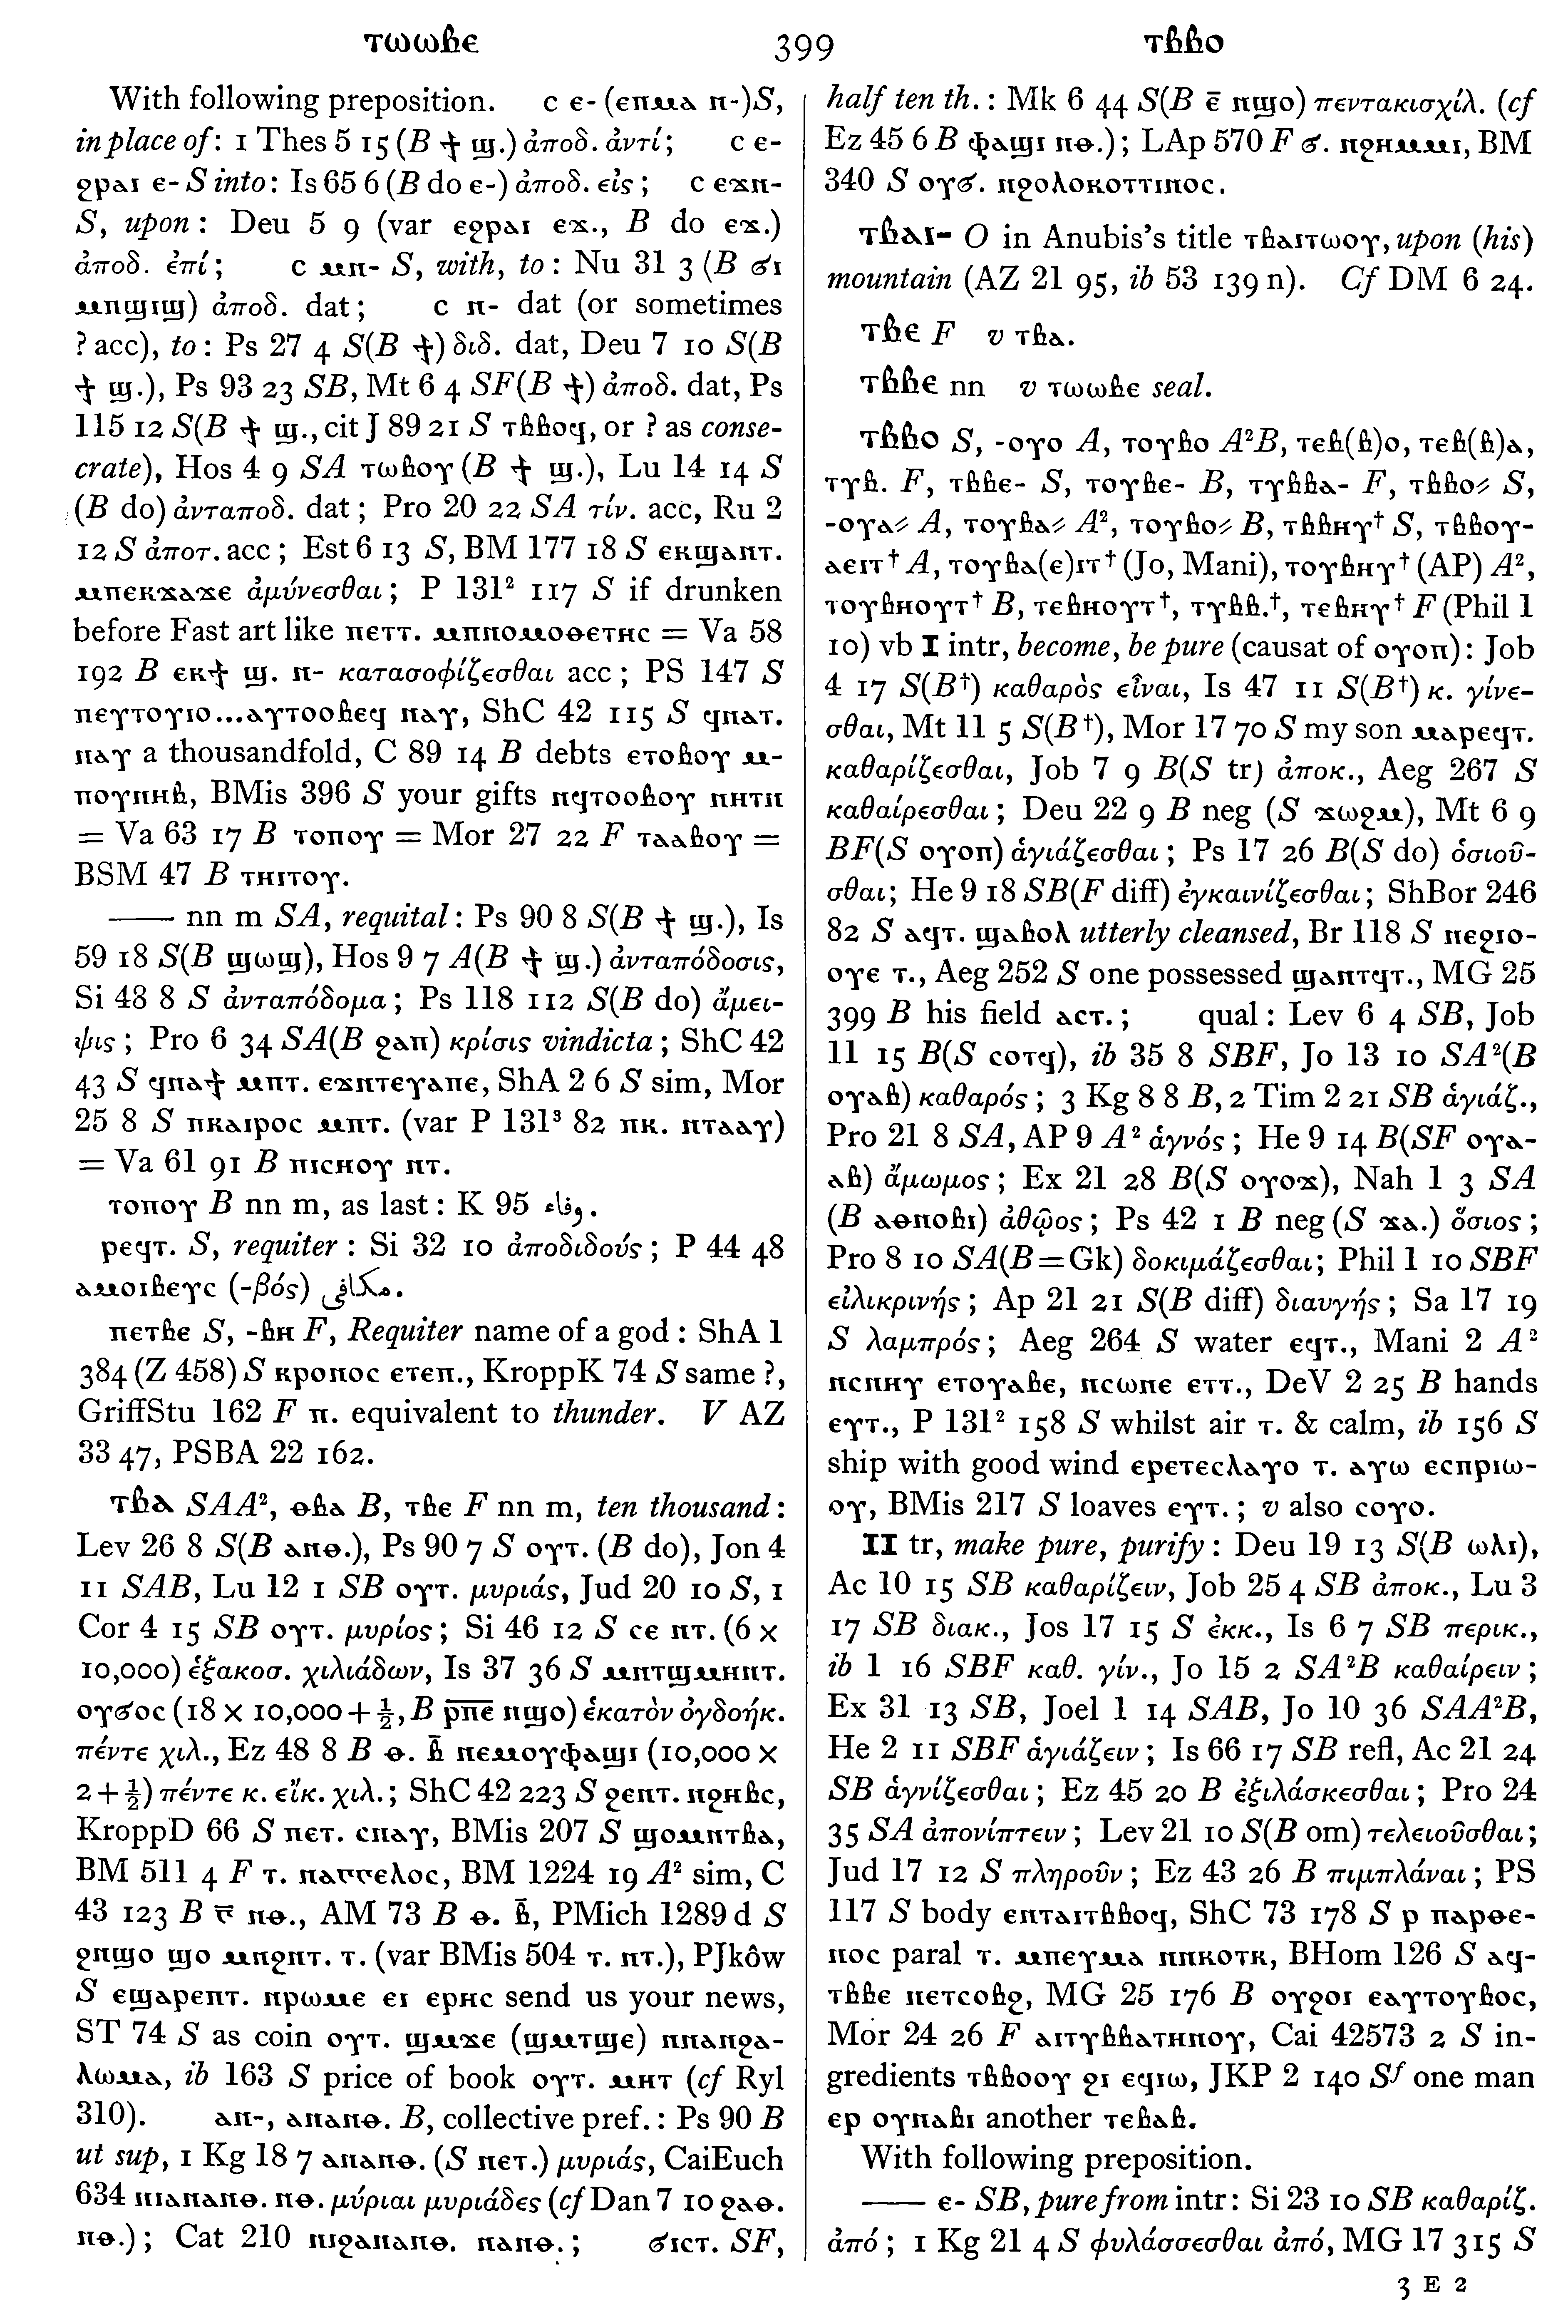 ⲧⲱⲱⲃⲉ 399 ⲧⲃⲃⲟ
With following preposition. c ⲉ- (ⲉⲡⲙⲁ ⲛ-)S,
in place of: 1 Thes 5 15 (B ϯ ϣ.) ἀποδ. ἀντί; c ⲉ-
ϩⲣⲁⲓ ⲉ- S into: Is 65 6 (B do ⲉ-) ἀποδ. εἰς; c ⲉϫⲛ-
S, upon: Deu 5 9 (var ⲉϩⲣⲁⲓ ⲉϫ., B do ⲉϫ.)
ἀποδ. ἐπί; c ⲙⲛ- S, with, to: Nu 31 3 (B ϭⲓ
ⲙⲡϣⲓϣ) ἀποδ. dat; c ⲛ- dat (or sometimes
? acc), to: Ps 27 4 S(B ϯ) διδ. dat, Deu 7 10 S(B
ϯ ϣ.), Ps 93 23 SB, Mt 6 4 SF(B ϯ) ἀποδ. dat, Ps
115 12 S(B ϯ ϣ., cit J 89 21 S ⲧⲃⲃⲟϥ, or ? as conse-
crate), Hos 4 9 SA ⲧⲱⲃⲟⲩ (B ϯ ϣ.), Lu 14 14 S
(B do) ἀνταποδ. dat; Pro 20 22 SA τίν. acc, Ru 2
12 S ἀποτ. acc; Est 6 13 S, BM 177 18 S ⲉⲕϣⲁⲛⲧ.
ⲙⲡⲉⲕϫⲁϫⲉ ἀμύνεσθαι; P 131² 117 S if drunken
before Fast art like ⲡⲉⲧⲧ. ⲙⲡⲛⲟⲙⲟⲑⲉⲧⲏⲥ = Va 58
192 B ⲉⲕϯ ϣ. ⲛ- κατασοφίζεσθαι acc; PS 147 S
ⲡⲉⲩⲧⲟⲩⲓⲟ...ⲁⲩⲧⲟⲟⲃⲉϥ ⲛⲁⲩ, ShC 42 115 S ϥⲛⲁⲧ.
ⲛⲁⲩ a thousandfold, C 89 14 B debts ⲉⲧⲟⲃⲟⲩ ⲙ-
ⲡⲟⲩⲛⲏⲃ, BMis 396 S your gifts ⲛϥⲧⲟⲟⲃⲟⲩ ⲛⲏⲧⲛ
= Va 63 17 B ⲧⲟⲡⲟⲩ = Mor 27 22 F ⲧⲁⲁⲃⲟⲩ =
BSM 47 B ⲧⲏⲓⲧⲟⲩ.
—— nn m SA, requital: Ps 90 8 S(B ϯ ϣ.), Is
59 18 S(B ϣⲱϣ), Hos 9 7 A(B ϯ ϣ.) ἀνταπόδοσις,
Si 48 8 S ἀνταπόδομα; Ps 118 112 S(B do) ἄμει-
ψις; Pro 6 34 SA(B ϩⲁⲡ) κρίσις vindicta; ShC 42
43 S ϥⲛⲁϯ ⲙⲡⲧ. ⲉϫⲛⲧⲉⲩⲁⲡⲉ, ShA 2 6 S sim, Mor
25 8 S ⲡⲕⲁⲓⲣⲟⲥ ⲙⲡⲧ. (var P 131³ 82 ⲡⲕ. ⲛⲧⲁⲁⲩ)
= Va 61 91 B ⲡⲓⲥⲏⲟⲩ ⲛⲧ.
ⲧⲟⲡⲟⲩ B nn m, as last: K 95 وفاء.
ⲣⲉϥⲧ. S, requiter: Si 32 10 ἀποδιδούς; P 44 48
ⲁⲙⲟⲓⲃⲉⲩⲥ (-βός) مكافى.
ⲡⲉⲧⲃⲉ S, -ⲃⲏ F, Requiter name of a god: ShA 1
384 (Z 458) S ⲕⲣⲟⲛⲟⲥ ⲉⲧⲉⲡ., KroppK 74 S same ?,
GriffStu 162 F ⲡ. equivalent to thunder. V AZ
33 47, PSBA 22 162.
ⲧⲃⲁ SAA², ⲑⲃⲁ B, ⲧⲃⲉ F nn m, ten thousand:
Lev 26 8 S(B ⲁⲛⲑ.), Ps 90 7 S ⲟⲩⲧ. (B do), Jon 4
11 SAB, Lu 12 1 SB ⲟⲩⲧ. μυριάς, Jud 20 10 S, 1
Cor 4 15 SB ⲟⲩⲧ. μυρίος; Si 46 12 S ⲥⲉ ⲛⲧ. (6 ×
10,000) ἑξακοσ. χιλιάδων, Is 37 36 S ⲙⲛⲧϣⲙⲏⲛⲧ.
ⲟⲩϭⲟⲥ (18 × 10,000 + ½, B ⲣ̅ⲡ̅ⲉ̅ ⲛϣⲟ) ἑκατὸν ὀγδοήκ.
πέντε χιλ., Ez 48 8 B ⲑ. ⲃ̅ ⲛⲉⲙⲟⲩⲫⲁϣⲓ (10,000 ×
2 + ½) πέντε κ. εἴκ. χιλ.; ShC 42 223 S ϩⲉⲛⲧ. ⲛϩⲏⲃⲥ,
KroppD 66 S ⲡⲉⲧ. ⲥⲛⲁⲩ, BMis 207 S ϣⲟⲙⲛⲧⲃⲁ,
BM 511 4 F ⲧ. ⲛⲁⲅⲅⲉⲗⲟⲥ, BM 1224 19 A² sim, C
43 123 B ⲅ̅ ⲛⲑ., AM 73 B ⲑ. ⲃ̅, PMich 1289 d S
ϩⲛϣⲟ ϣⲟ ⲙⲛϩⲛⲧ. ⲧ. (var BMis 504 ⲧ. ⲛⲧ.), PJkôw
S ⲉϣⲁⲣⲉⲛⲧ. ⲛⲣⲱⲙⲉ ⲉⲓ ⲉⲣⲏⲥ send us your news,
ST 74 S as coin ⲟⲩⲧ. ϣⲙϫⲉ (ϣⲙⲧϣⲉ) ⲛⲛⲁⲛϩⲁ-
ⲗⲱⲙⲁ, ib 163 S price of book ⲟⲩⲧ. ⲙⲏⲧ (cf Ryl
310). ⲁⲛ-, ⲁⲛⲁⲛⲑ. B, collective pref.: Ps 90 B
ut sup, 1 Kg 18 7 ⲁⲛⲁⲛⲑ. (S ⲛⲉⲧ.) μυριάς, CaiEuch
634 ⲛⲓⲁⲛⲁⲛⲑ. ⲛⲑ. μύριαι μυριάδες (cf Dan 7 10 ϩⲁⲑ.
ⲛⲑ.); Cat 210 ⲛⲓϩⲁⲛⲁⲛⲑ. ⲛⲁⲛⲑ.; ϭⲓⲥⲧ. SF,
half ten th.: Mk 6 44 S(B ⲉ̅ ⲛϣⲟ) πεντακισχίλ. (cf
Ez 45 6 B ⲫⲁϣⲓ ⲛⲑ.); LAp 570 F ϭ. ⲛϩⲏⲙⲙⲓ, BM
340 S ⲟⲩϭ. ⲛϩⲟⲗⲟⲕⲟⲧⲧⲓⲛⲟⲥ.
ⲧⲃⲁⲓ- O in Anubis's title ⲧⲃⲁⲓⲧⲱⲟⲩ, upon (his)
mountain (AZ 21 95, ib 53 139 n). Cf DM 6 24.
ⲧⲃⲉ F v ⲧⲃⲁ.
ⲧⲃⲃⲉ nn v ⲧⲱⲱⲃⲉ seal.
ⲧⲃⲃⲟ S, -ⲟⲩⲟ A, ⲧⲟⲩⲃⲟ A²B, ⲧⲉⲃ(ⲃ)ⲟ, ⲧⲉⲃ(ⲃ)ⲁ,
ⲧⲩⲃ. F, ⲧⲃⲃⲉ- S, ⲧⲟⲩⲃⲉ- B, ⲧⲩⲃⲃⲁ- F, ⲧⲃⲃⲟ⸗ S,
-ⲟⲩⲁ⸗ A, ⲧⲟⲩⲃⲁ⸗ A², ⲧⲟⲩⲃⲟ⸗ B, ⲧⲃⲃⲏⲩ† S, ⲧⲃⲃⲟⲩ-
ⲁⲉⲓⲧ† A, ⲧⲟⲩⲃⲁ(ⲉ)ⲓⲧ† (Jo, Mani), ⲧⲟⲩⲃⲏⲩ† (AP) A²,
ⲧⲟⲩⲃⲏⲟⲩⲧ† B, ⲧⲉⲃⲏⲟⲩⲧ†, ⲧⲩⲃⲃ.†, ⲧⲉⲃⲏⲩ† F (Phil 1
10) vb I intr, become, be pure (causat of ⲟⲩⲟⲡ): Job
4 17 S(B†) καθαρὸς εἶναι, Is 47 11 S(B†) κ. γίνε-
σθαι, Mt 11 5 S(B†), Mor 17 70 S my son ⲙⲁⲣⲉϥⲧ.
καθαρίζεσθαι, Job 7 9 B(S tr) ἀποκ., Aeg 267 S
καθαίρεσθαι; Deu 22 9 B neg (S ϫⲱϩⲙ), Mt 6 9
BF(S ⲟⲩⲟⲡ) ἁγιάζεσθαι; Ps 17 26 B(S do) ὁσιοῦ-
σθαι; He 9 18 SB(F diff) ἐγκαινίζεσθαι; ShBor 246
82 S ⲁϥⲧ. ϣⲁⲃⲟⲗ utterly cleansed, Br 118 S ⲛⲉϩⲓⲟ-
ⲟⲩⲉ ⲧ., Aeg 252 S one possessed ϣⲁⲛⲧϥⲧ., MG 25
399 B his field ⲁⲥⲧ.; qual: Lev 6 4 SB, Job
11 15 B(S ⲥⲟⲧϥ), ib 35 8 SBF, Jo 13 10 SA²(B
ⲟⲩⲁⲃ) καθαρός; 3 Kg 8 8 B, 2 Tim 2 21 SB ἁγιάζ.,
Pro 21 8 SA, AP 9 A² ἁγνός; He 9 14 B(SF ⲟⲩⲁ-
ⲁⲃ) ἄμωμος; Ex 21 28 B(S ⲟⲩⲟϫ), Nah 1 3 SA
(B ⲁⲑⲛⲟⲃⲓ) ἀθῷος; Ps 42 1 B neg (S ϫⲁ.) ὅσιος;
Pro 8 10 SA(B=Gk) δοκιμάζεσθαι; Phil 1 10 SBF
εἰλικρινής; Ap 21 21 S(B diff) διαυγής; Sa 17 19
S λαμπρός; Aeg 264 S water ⲉϥⲧ., Mani 2 A²
ⲛⲥⲛⲏⲩ ⲉⲧⲟⲩⲁⲃⲉ, ⲛⲥⲱⲛⲉ ⲉⲧⲧ., DeV 2 25 B hands
ⲉⲩⲧ., P 131² 158 S whilst air ⲧ. & calm, ib 156 S
ship with good wind ⲉⲣⲉⲧⲉⲥⲗⲁⲩⲟ ⲧ. ⲁⲩⲱ ⲉⲥⲡⲣⲓⲱ-
ⲟⲩ, BMis 217 S loaves ⲉⲩⲧ.; v also ⲥⲟⲩⲟ.
II tr, make pure, purify: Deu 19 13 S(B ⲱⲗⲓ),
Ac 10 15 SB καθαρίζειν, Job 25 4 SB ἀποκ., Lu 3
17 SB διακ., Jos 17 15 S ἐκκ., Is 6 7 SB περικ.,
ib 1 16 SBF καθ. γίν., Jo 15 2 SA²B καθαίρειν;
Ex 31 13 SB, Joel 1 14 SAB, Jo 10 36 SAA²B,
He 2 11 SBF ἁγιάζειν; Is 66 17 SB refl, Ac 21 24
SB ἁγνίζεσθαι; Ez 45 20 B ἐξιλάσκεσθαι; Pro 24
35 SA ἀπονίπτειν; Lev 21 10 S(B om) τελειοῦσθαι;
Jud 17 12 S πληροῦν; Ez 43 26 B πιμπλάναι; PS
117 S body ⲉⲛⲧⲁⲓⲧⲃⲃⲟϥ, ShC 73 178 S ⲣ ⲡⲁⲣⲑⲉ-
ⲛⲟⲥ paral ⲧ. ⲙⲡⲉⲩⲙⲁ ⲛⲛⲕⲟⲧⲕ, BHom 126 S ⲁϥ-
ⲧⲃⲃⲉ ⲛⲉⲧⲥⲟⲃϩ, MG 25 176 B ⲟⲩϩⲟⲓ ⲉⲁⲩⲧⲟⲩⲃⲟⲥ,
Mor 24 26 F ⲁⲓⲧⲩⲃⲃⲁⲧⲏⲛⲟⲩ, Cai 42573 2 S in-
gredients ⲧⲃⲃⲟⲟⲩ ϩⲓ ⲉϥⲓⲱ, JKP 2 140 Sᶠ one man
ⲉⲣ ⲟⲩⲛⲁⲃⲓ another ⲧⲉⲃⲁⲃ.
With following preposition.
—— ⲉ- SB, pure from intr: Si 23 10 SB καθαρίζ.
ἀπό; 1 Kg 21 4 S φυλάσσεσθαι ἀπό, MG 17 315 S
3 E 2